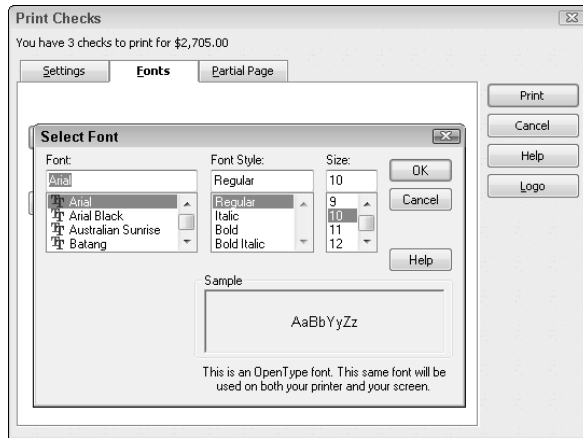 Print Checks
You have 3 checks to print for $2,705.00
Settings
Fonts
Partial Page
Print
Cancel
Help
Logo
Select Font
Font:
Font Style:
Size:
Arial
Regular
10
OK
Arial
Arial Black
Australian Sunrise
Batang
Regular
Italic
Bold
Bold Italic
9
10
11
12
Cancel
Help
Sample
AaBbYyZz
This is an OpenType font. This same font will be
used on both your printer and your screen.